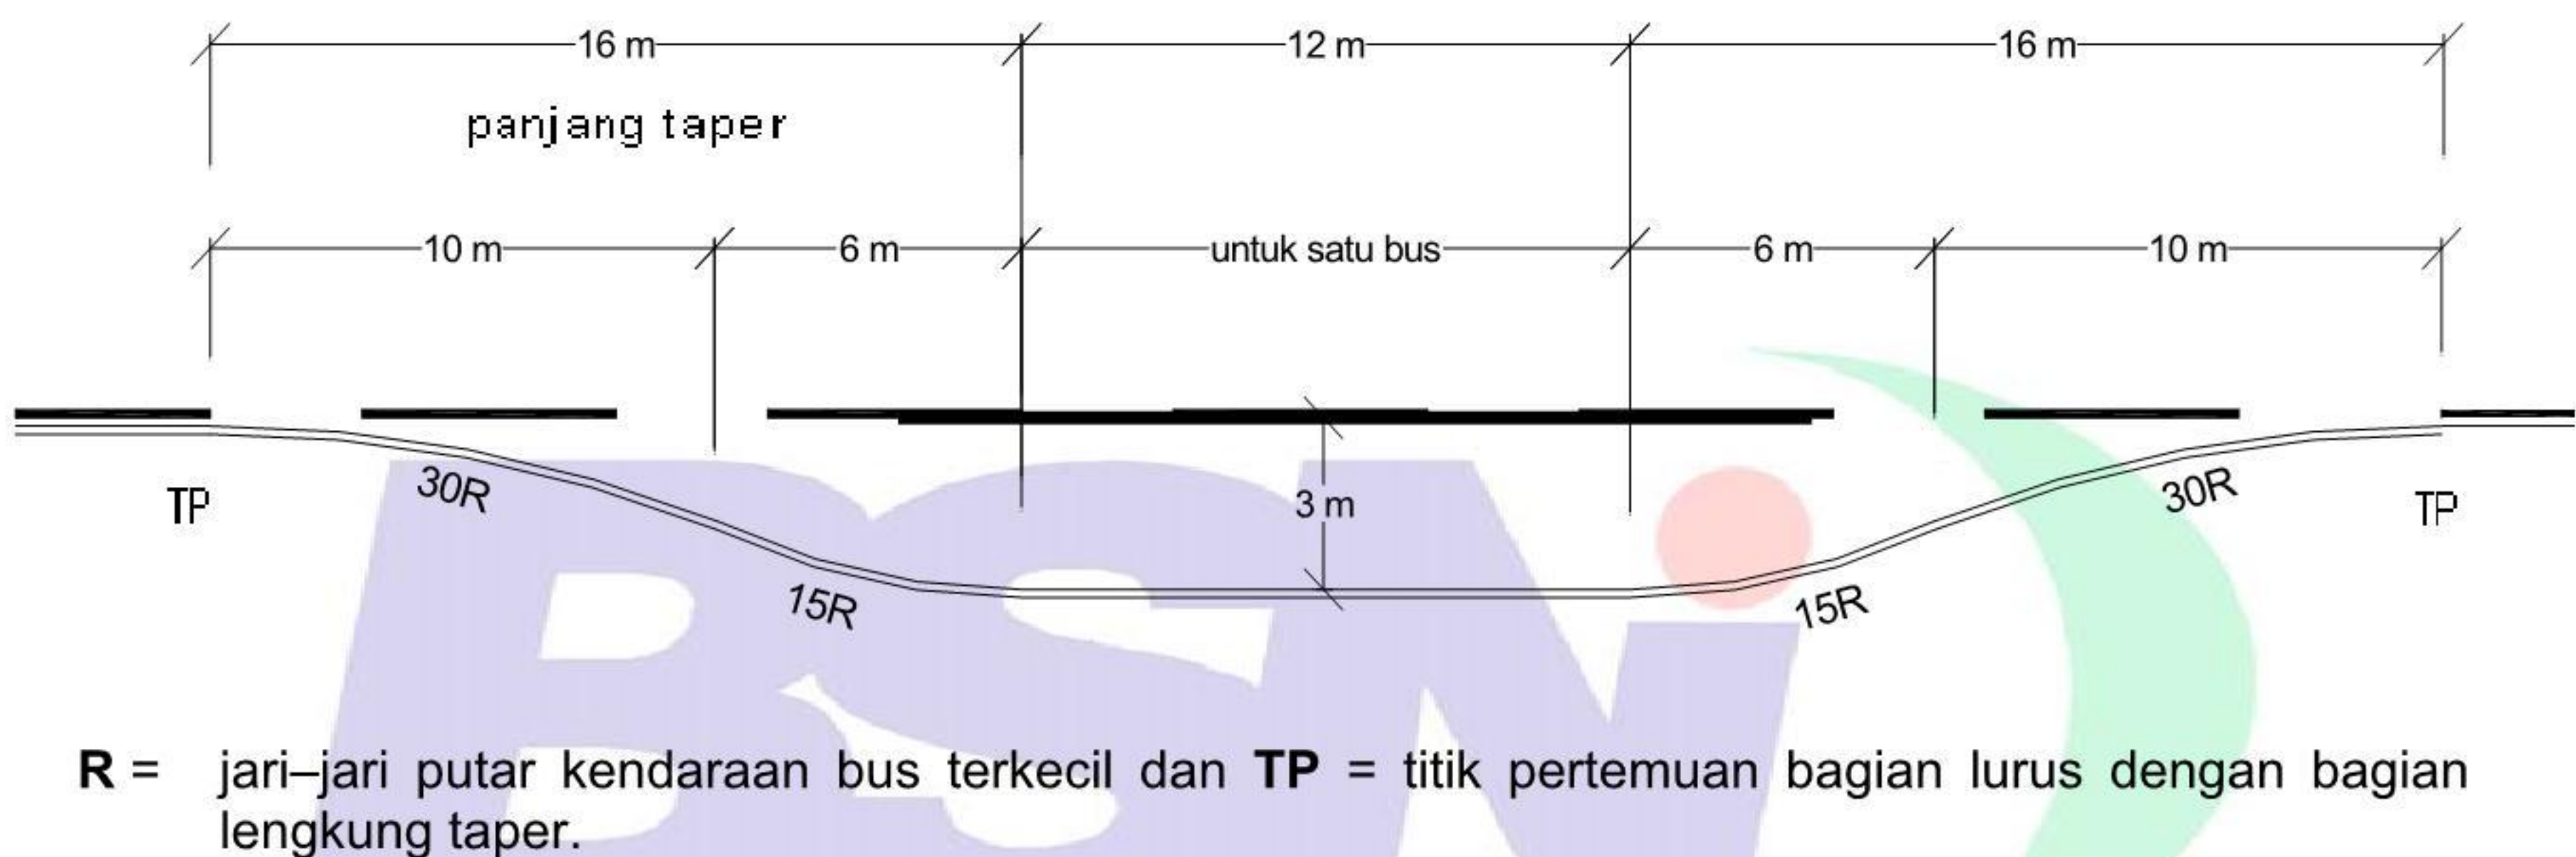 16 m 12 m 16 m
panjang taper
10 m 6 m untuk satu bus 6 m 10 m
3 m
TP 30R 30R TP
15R 15R
BSN
R = jari–jari putar kendaraan bus terkecil dan TP = titik pertemuan bagian lurus dengan bagian
lengkung taper.